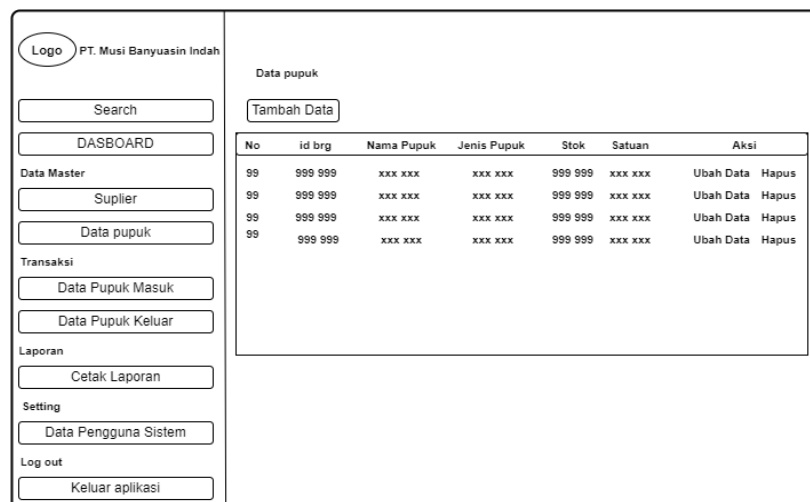 Logo PT. Musi Banyuasin Indah
Search
DASBOARD
Data Master
Suplier
Data pupuk
Transaksi
Data Pupuk Masuk
Data Pupuk Keluar
Laporan
Cetak Laporan
Setting
Data Pengguna Sistem
Log out
Keluar aplikasi
Data pupuk
Tambah Data
No id brg Nama Pupuk Jenis Pupuk Stok Satuan Aksi
99 999 999 xxx xxx xxx xxx 999 999 xxx xxx Ubah Data Hapus
99 999 999 xxx xxx xxx xxx 999 999 xxx xxx Ubah Data Hapus
99 999 999 xxx xxx xxx xxx 999 999 xxx xxx Ubah Data Hapus
99 999 999 xxx xxx xxx xxx 999 999 xxx xxx Ubah Data Hapus